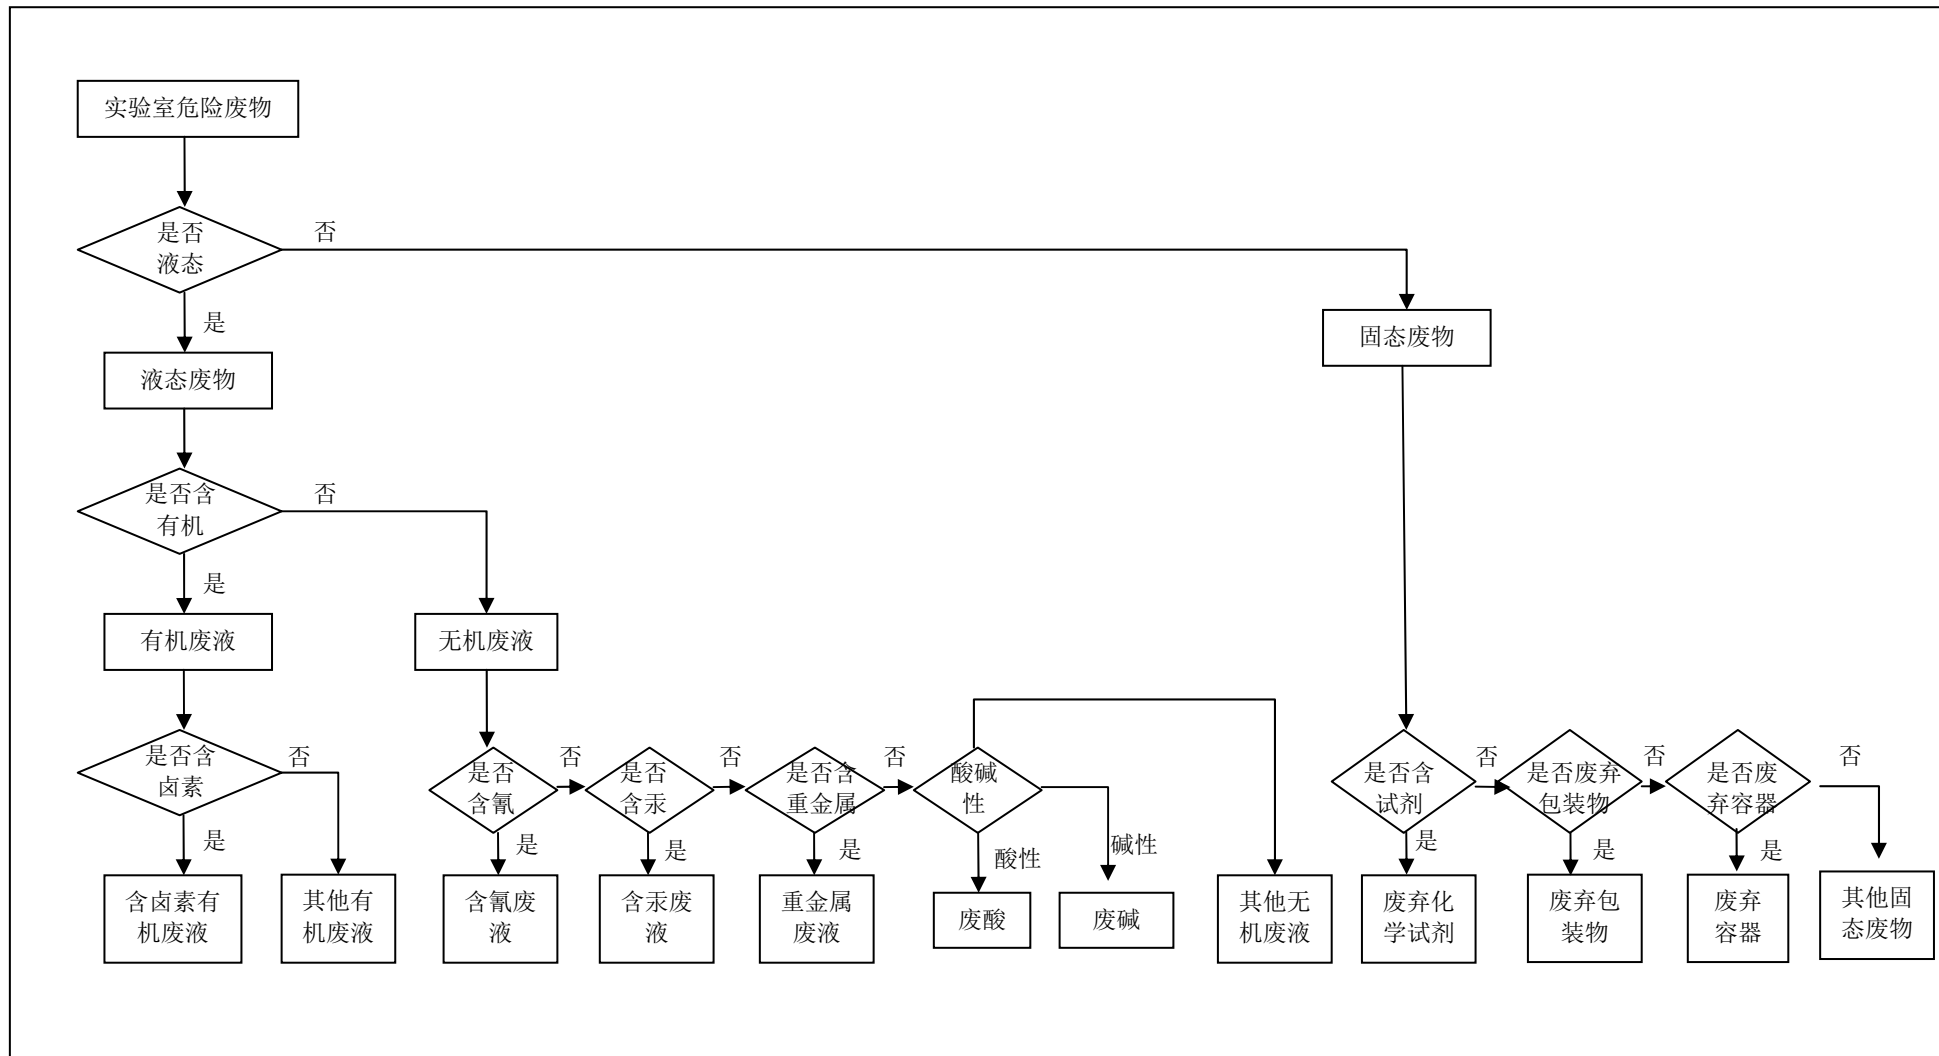 实验室危险废物
是否
液态
否
是
固态废物
液态废物
是否含
有机
否
是
有机废液
无机废液
是否含
卤素
否
是
是否
含氰
否
是
是否
含汞
否
是
是否含
重金属
否
是
酸碱
性
酸性
碱性
是否含
试剂
否
是
是否废弃
包装物
否
是
是否废
弃容器
否
是
含卤素有
机废液
其他有
机废液
含氰废
液
含汞废
液
重金属
废液
废酸
废碱
其他无
机废液
废弃化
学试剂
废弃包
装物
废弃
容器
其他固
态废物